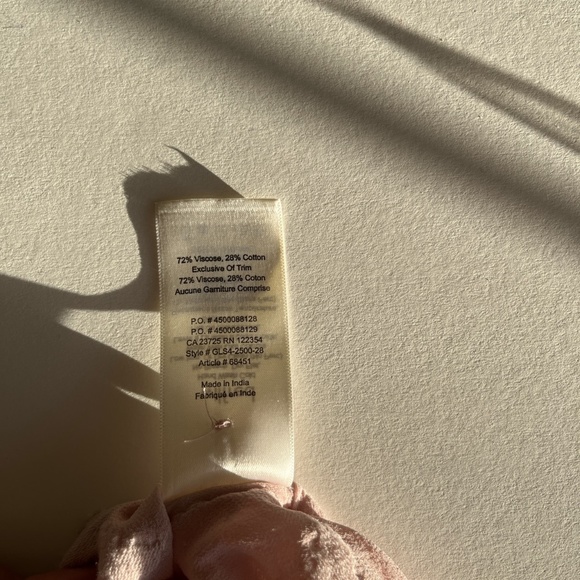 72% Viscose, 28% Cotton
Exclusive Of Trim
72% Viscose, 28% Coton
Aucune Garniture Comprise
P.O. # 4500088128
P.O. # 4500088129
CA 23725 RN 122354
Style # GLS4-2500-28
Article # 68451
Made in India
Fabriqué en Inde